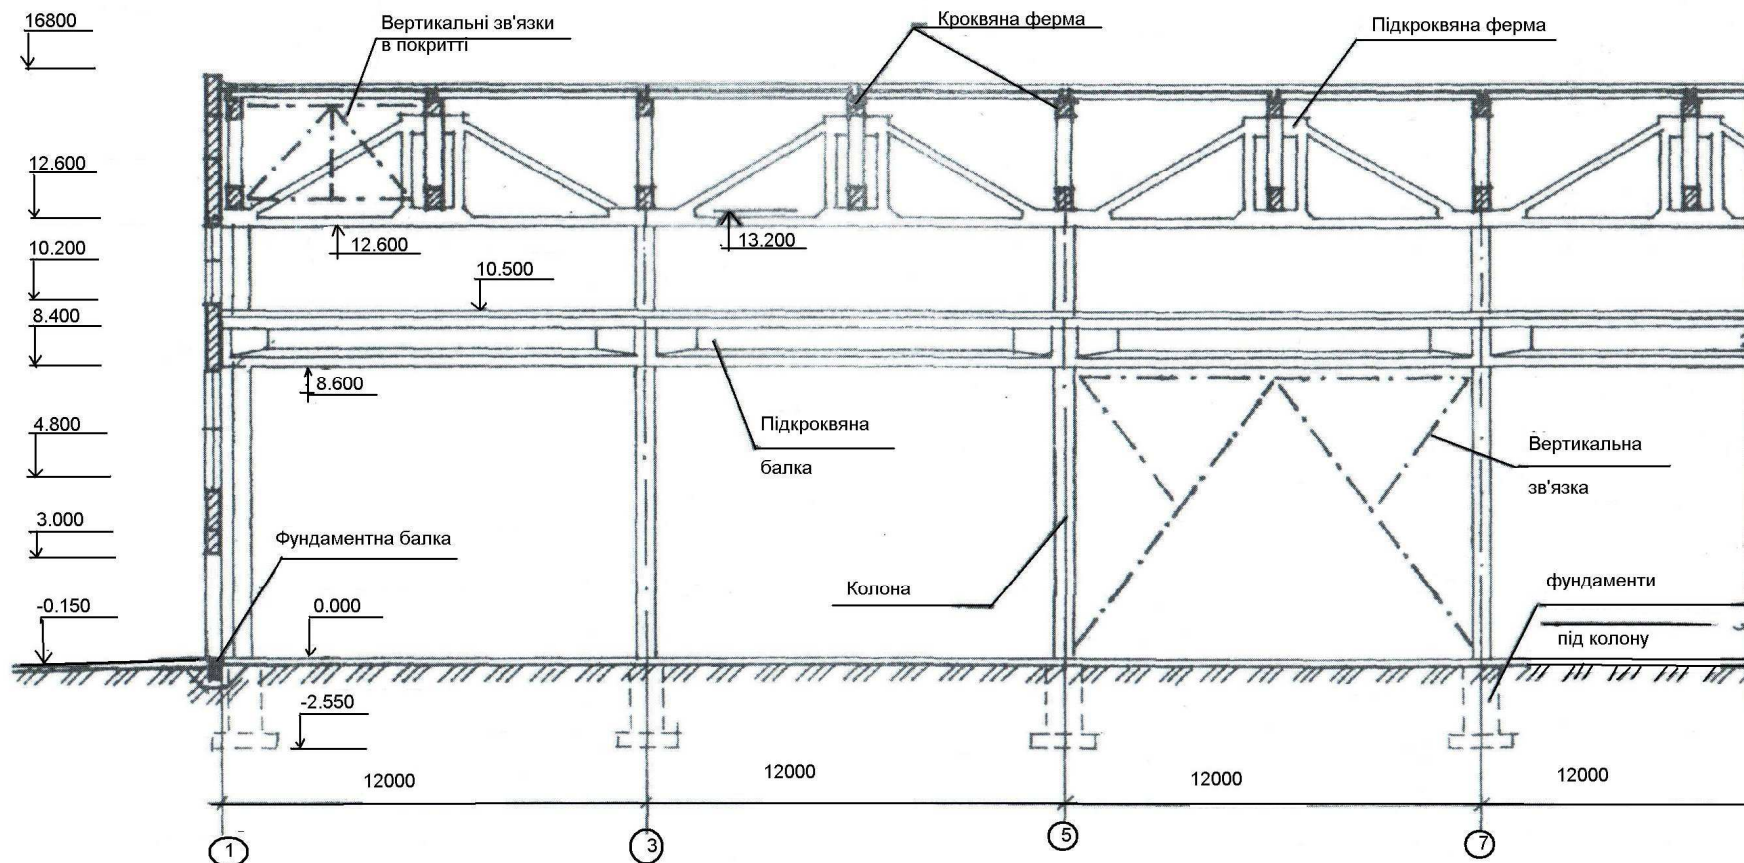 16800
Вертикальні зв'язки
в покритті
Кроквяна ферма
Підкроквяна ферма
12.600
10.200
8.400
4.800
3.000
-0.150
12.600
13.200
10.500
8.600
Підкроквяна
балка
Вертикальна
зв'язка
Фундаментна балка
Колона
фундаменти
під колону
0.000
-2.550
12000
12000
12000
12000
1
3
5
7